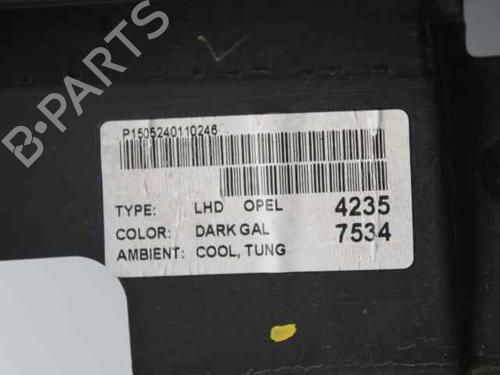 B-PARTS
P1505240110246
TYPE: LHD OPEL 4235
COLOR: DARK GAL 7534
AMBIENT: COOL, TUNG